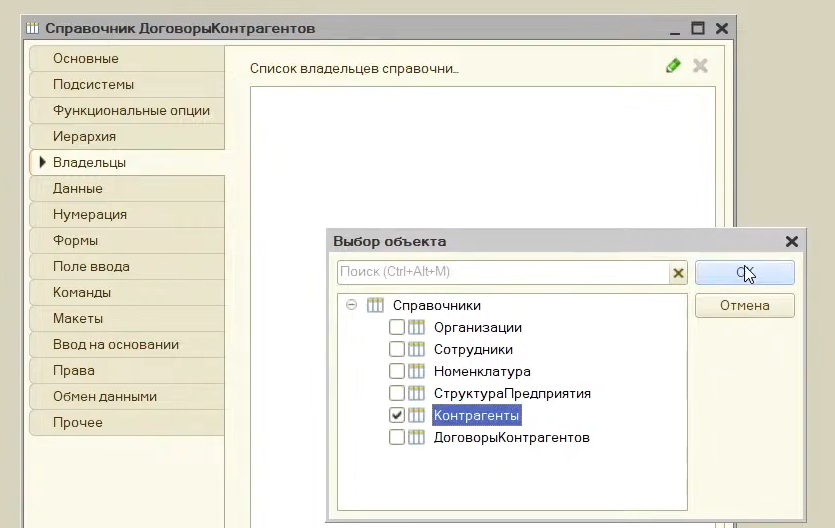 Справочник ДоговорыКонтрагентов
Основные
Подсистемы
Функциональные опции
Иерархия
Владельцы
Данные
Нумерация
Формы
Поле ввода
Команды
Макеты
Ввод на основании
Права
Обмен данными
Прочее
Список владельцев справочни...
Выбор объекта
Поиск (Ctrl+Alt+M)
Отмена
Справочники
Организации
Сотрудники
Номенклатура
СтруктураПредприятия
Контрагенты
ДоговорыКонтрагентов